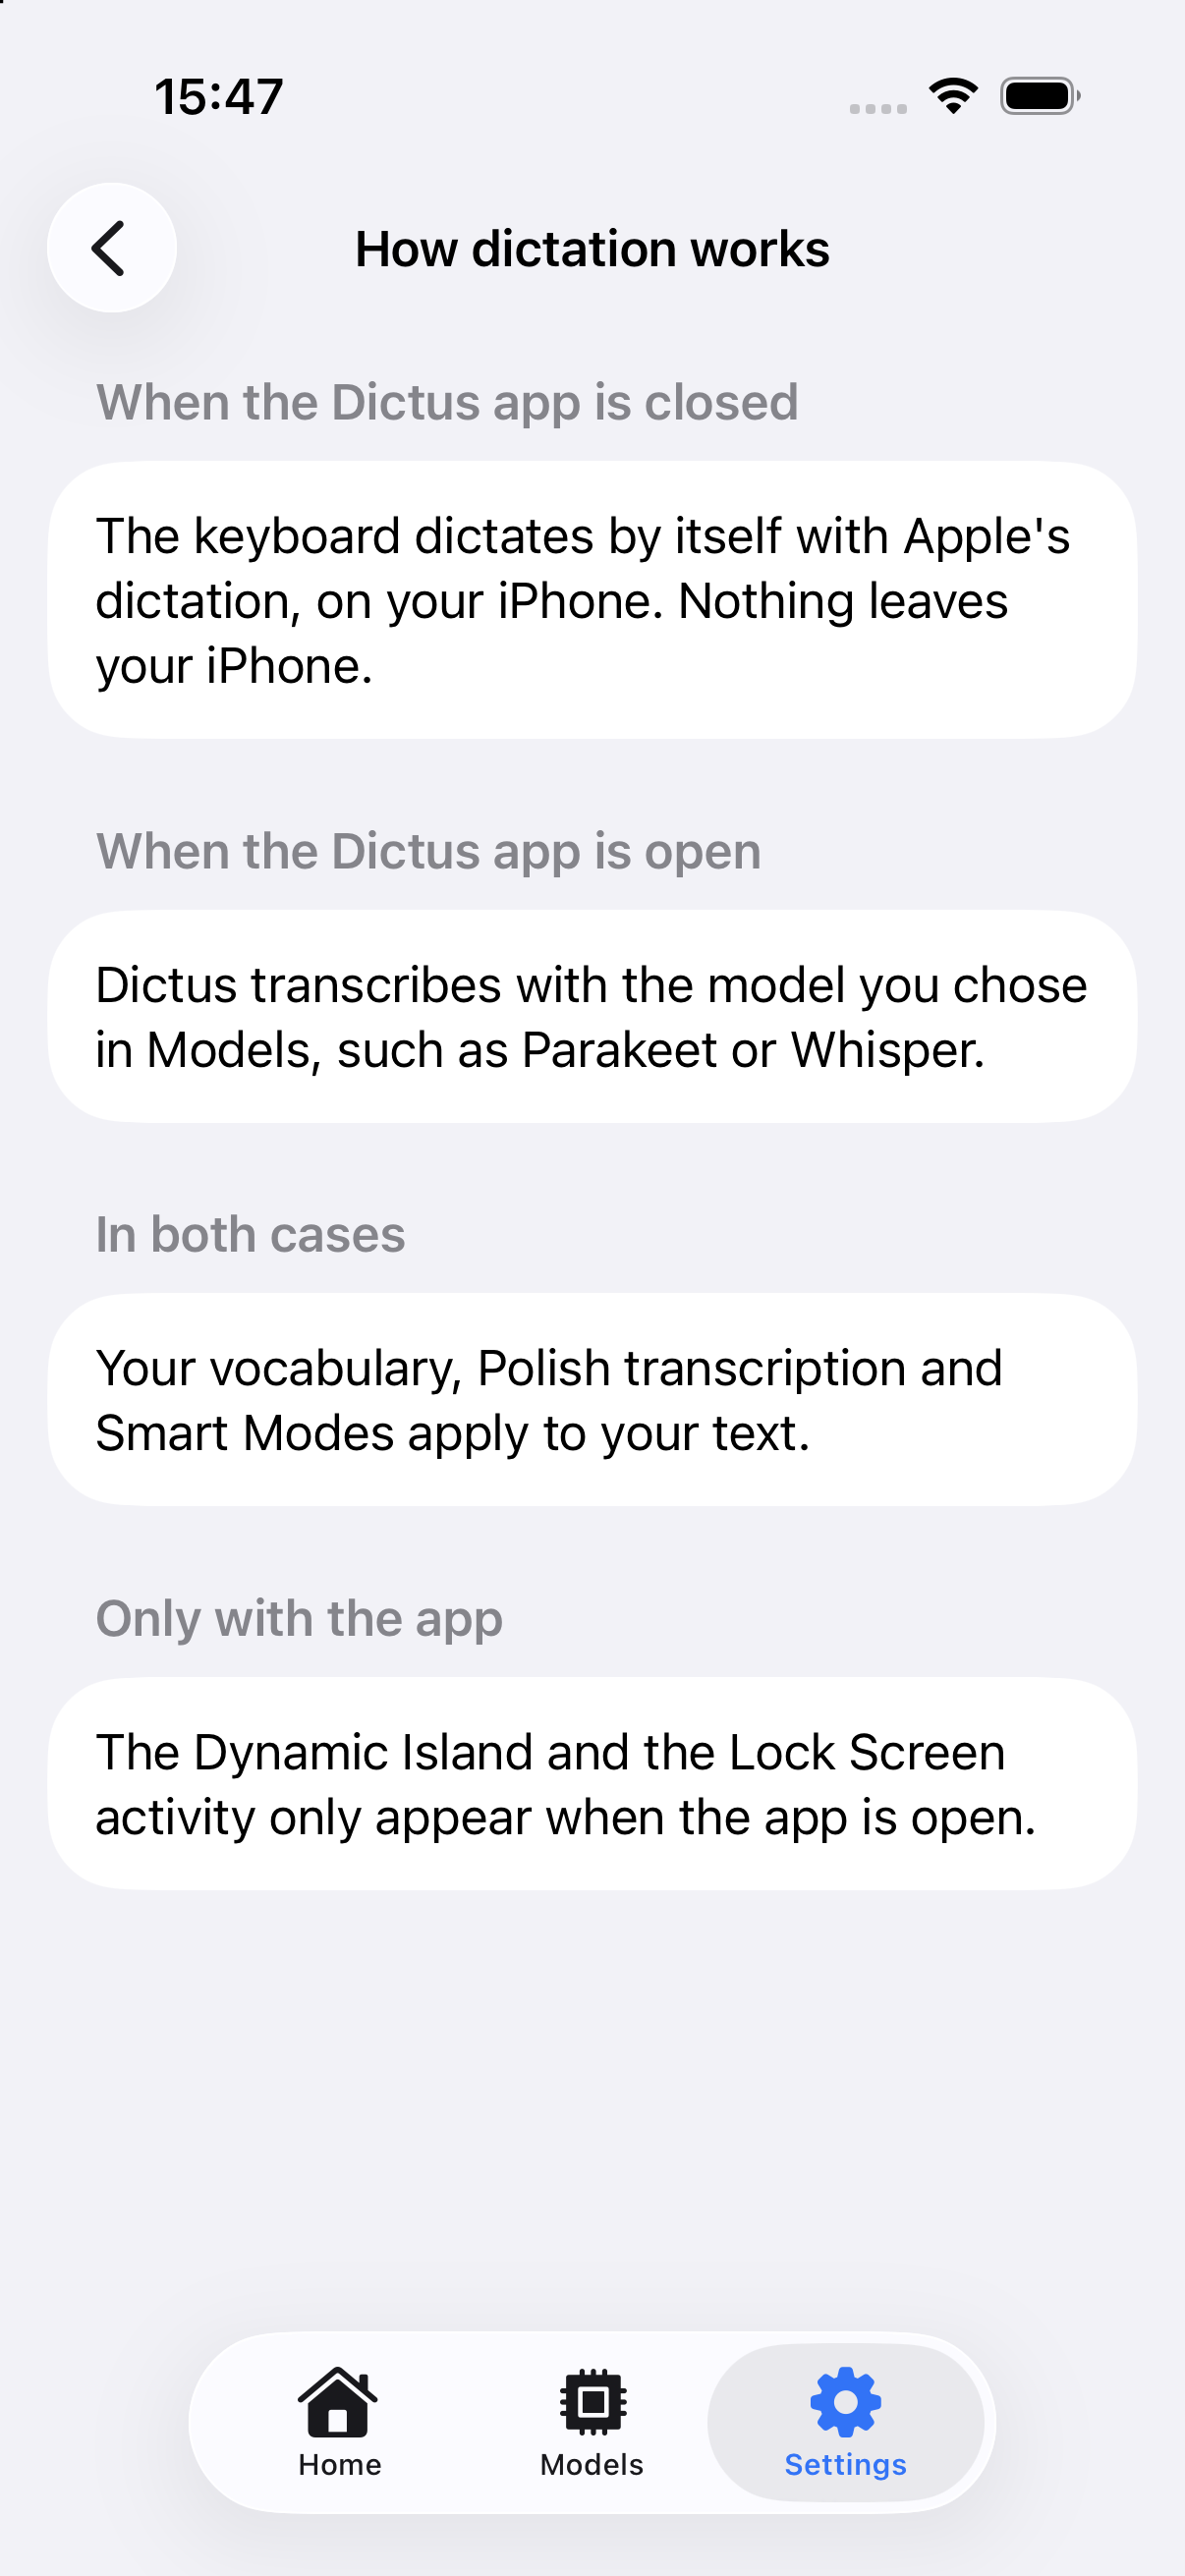 15:47
How dictation works
When the Dictus app is closed
The keyboard dictates by itself with Apple's
dictation, on your iPhone. Nothing leaves
your iPhone.
When the Dictus app is open
Dictus transcribes with the model you chose
in Models, such as Parakeet or Whisper.
In both cases
Your vocabulary, Polish transcription and
Smart Modes apply to your text.
Only with the app
The Dynamic Island and the Lock Screen
activity only appear when the app is open.
Home Models Settings